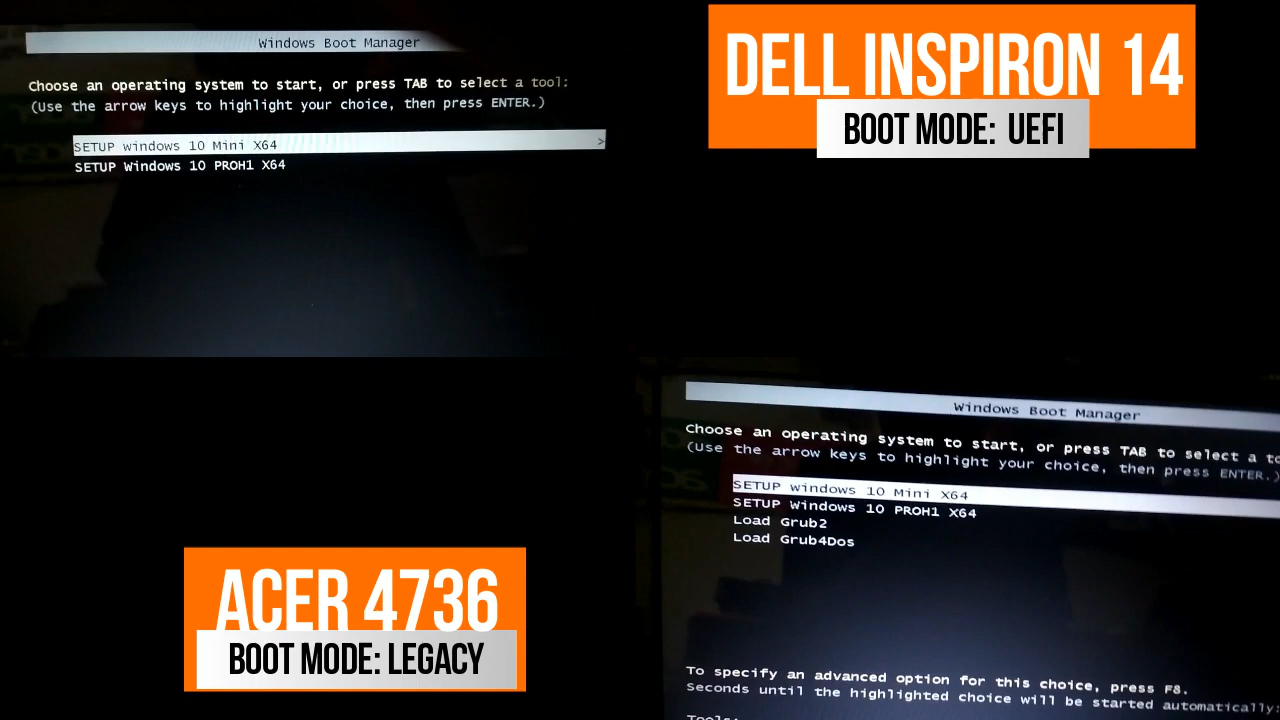 Windows Boot Manager
Choose an operating system to start, or press TAB to select a tool:
(Use the arrow keys to highlight your choice, then press ENTER.)
SETUP windows 10 Mini X64 >
SETUP Windows 10 PROH1 X64
DELL INSPIRON 14
BOOT MODE: UEFI
ACER 4736
BOOT MODE: LEGACY
Windows Boot Manager
Choose an operating system to start, or press TAB to select a to
(Use the arrow keys to highlight your choice, then press ENTER.)
SETUP windows 10 Mini X64
SETUP Windows 10 PROH1 X64
Load Grub2
Load Grub4Dos
To specify an advanced option for this choice, press F8.
Seconds until the highlighted choice will be started automatically:
Tools: